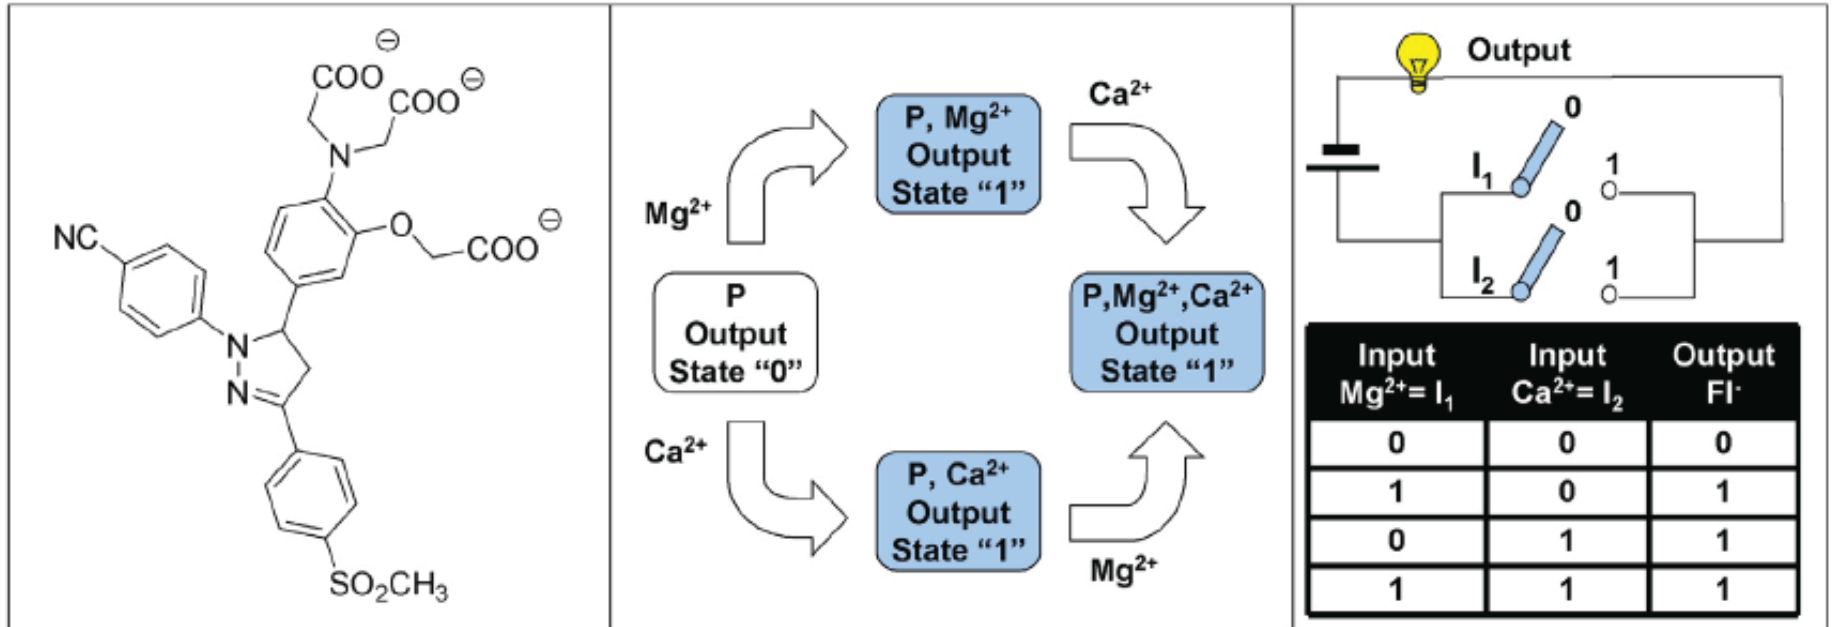 COO⊖
COO⊖
N
O
COO⊖
NC
N
N
SO₂CH₃
Mg²⁺
P, Mg²⁺
Output
State “1”
Ca²⁺
P
Output
State “0”
P,Mg²⁺,Ca²⁺
Output
State “1”
Ca²⁺
P, Ca²⁺
Output
State “1”
Mg²⁺
Output
0
I₁
1
0
I₂
1
Input Input Output
Mg²⁺= I₁ Ca²⁺= I₂ Fl·
0 0 0
1 0 1
0 1 1
1 1 1